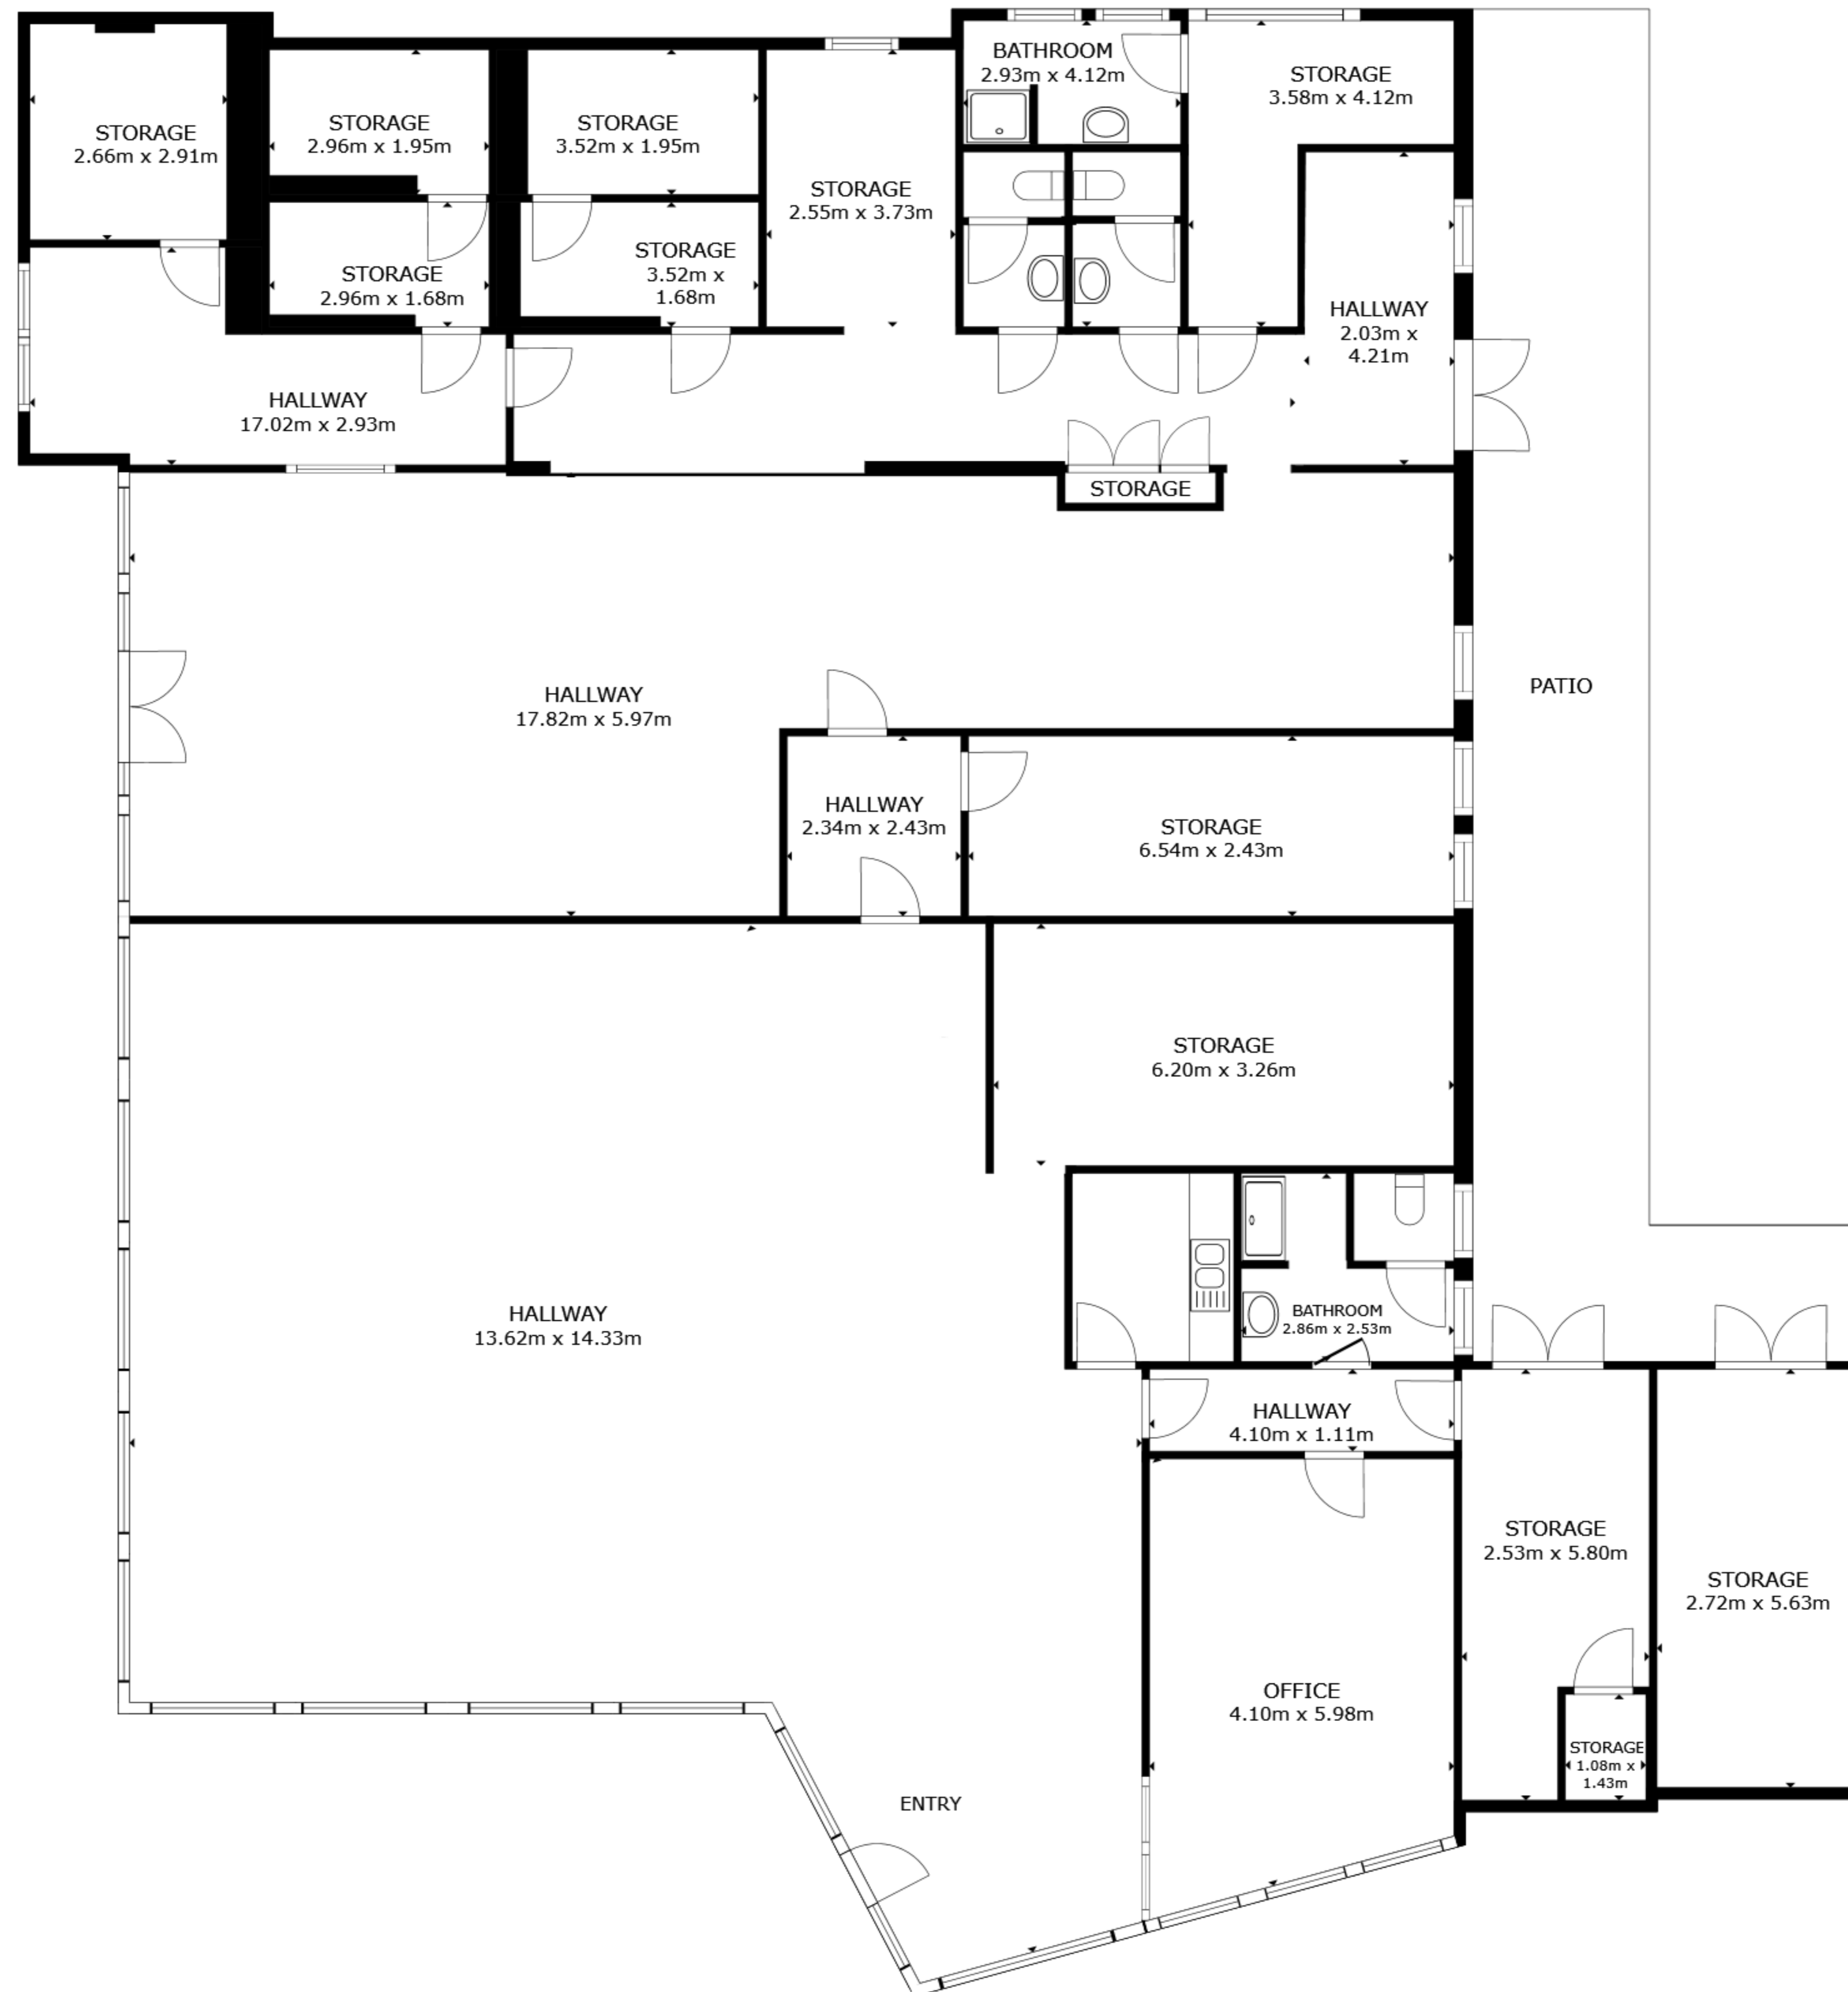 BATHROOM
2.93m x 4.12m
STORAGE
3.58m x 4.12m
STORAGE
2.66m x 2.91m
STORAGE
2.96m x 1.95m
STORAGE
3.52m x 1.95m
STORAGE
2.55m x 3.73m
STORAGE
2.96m x 1.68m
STORAGE
3.52m x
1.68m
HALLWAY
2.03m x
4.21m
HALLWAY
17.02m x 2.93m
STORAGE
PATIO
HALLWAY
17.82m x 5.97m
HALLWAY
2.34m x 2.43m
STORAGE
6.54m x 2.43m
STORAGE
6.20m x 3.26m
HALLWAY
13.62m x 14.33m
BATHROOM
2.86m x 2.53m
HALLWAY
4.10m x 1.11m
STORAGE
2.53m x 5.80m
STORAGE
2.72m x 5.63m
OFFICE
4.10m x 5.98m
STORAGE
1.08m x
1.43m
ENTRY